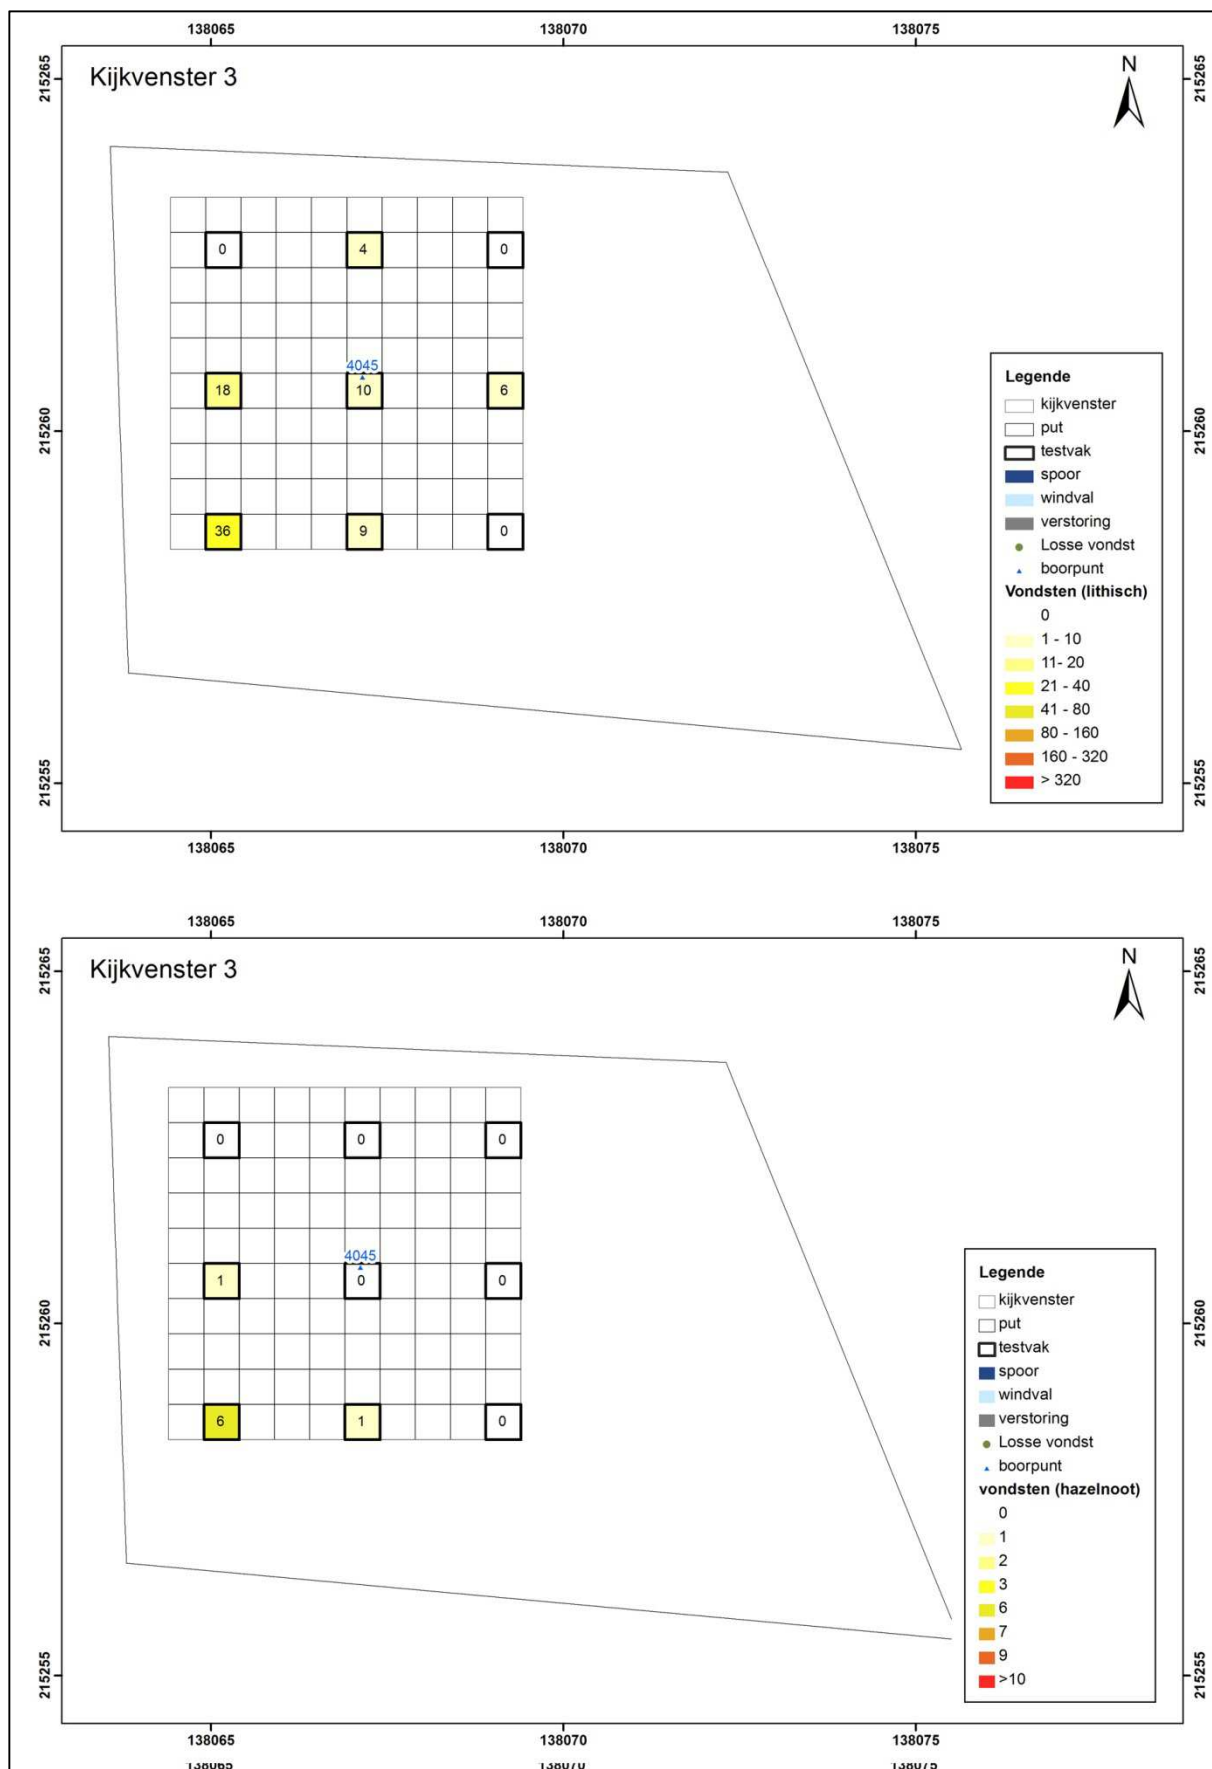 138065 138070 138075
215265 215265
Kijkvenster 3
N
0 4 0
4045
18 10 6
215260 215260
36 9 0
Legende
kijkvenster
put
testvak
spoor
windval
verstoring
Losse vondst
boorpunt
Vondsten (lithisch)
0
1 - 10
11- 20
21 - 40
41 - 80
80 - 160
160 - 320
> 320
215255 215255
138065 138070 138075
138065 138070 138075
215265 215265
Kijkvenster 3
N
0 0 0
4045
1 0 0
215260 215260
6 1 0
Legende
kijkvenster
put
testvak
spoor
windval
verstoring
Losse vondst
boorpunt
vondsten (hazelnoot)
0
1
2
3
6
7
9
>10
215255 215255
138065 138070 138075
138065 138070 138075